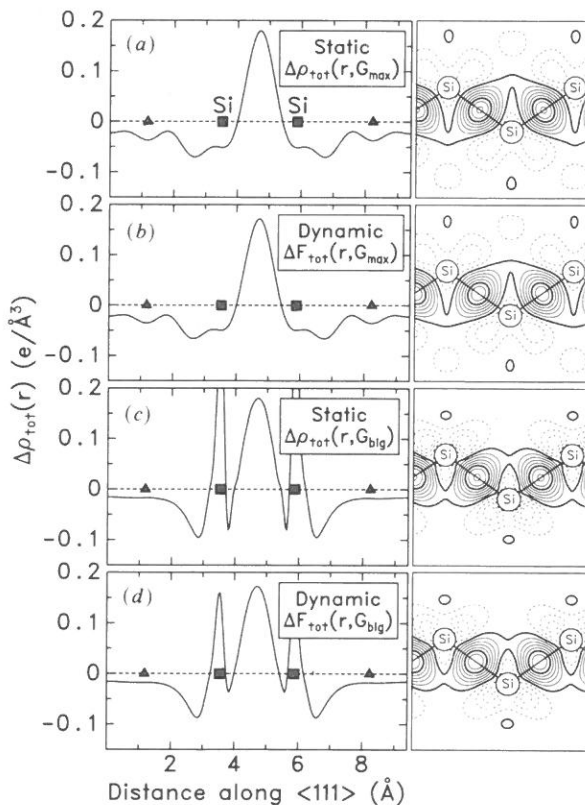 (a)
Static
Δρtot(r,Gmax)
Si Si
0.2
0.1
0
-0.1
Si Si
Si
(b)
Dynamic
ΔFtot(r,Gmax)
0.2
0.1
0
-0.1
Si Si
Si
(c)
Static
Δρtot(r,Gbig)
0.2
0.1
0
-0.1
Si Si
Si
(d)
Dynamic
ΔFtot(r,Gbig)
0.2
0.1
0
-0.1
Si Si
Si
Δρtot(r) (e/Å3)
2 4 6 8
Distance along <111> (Å)